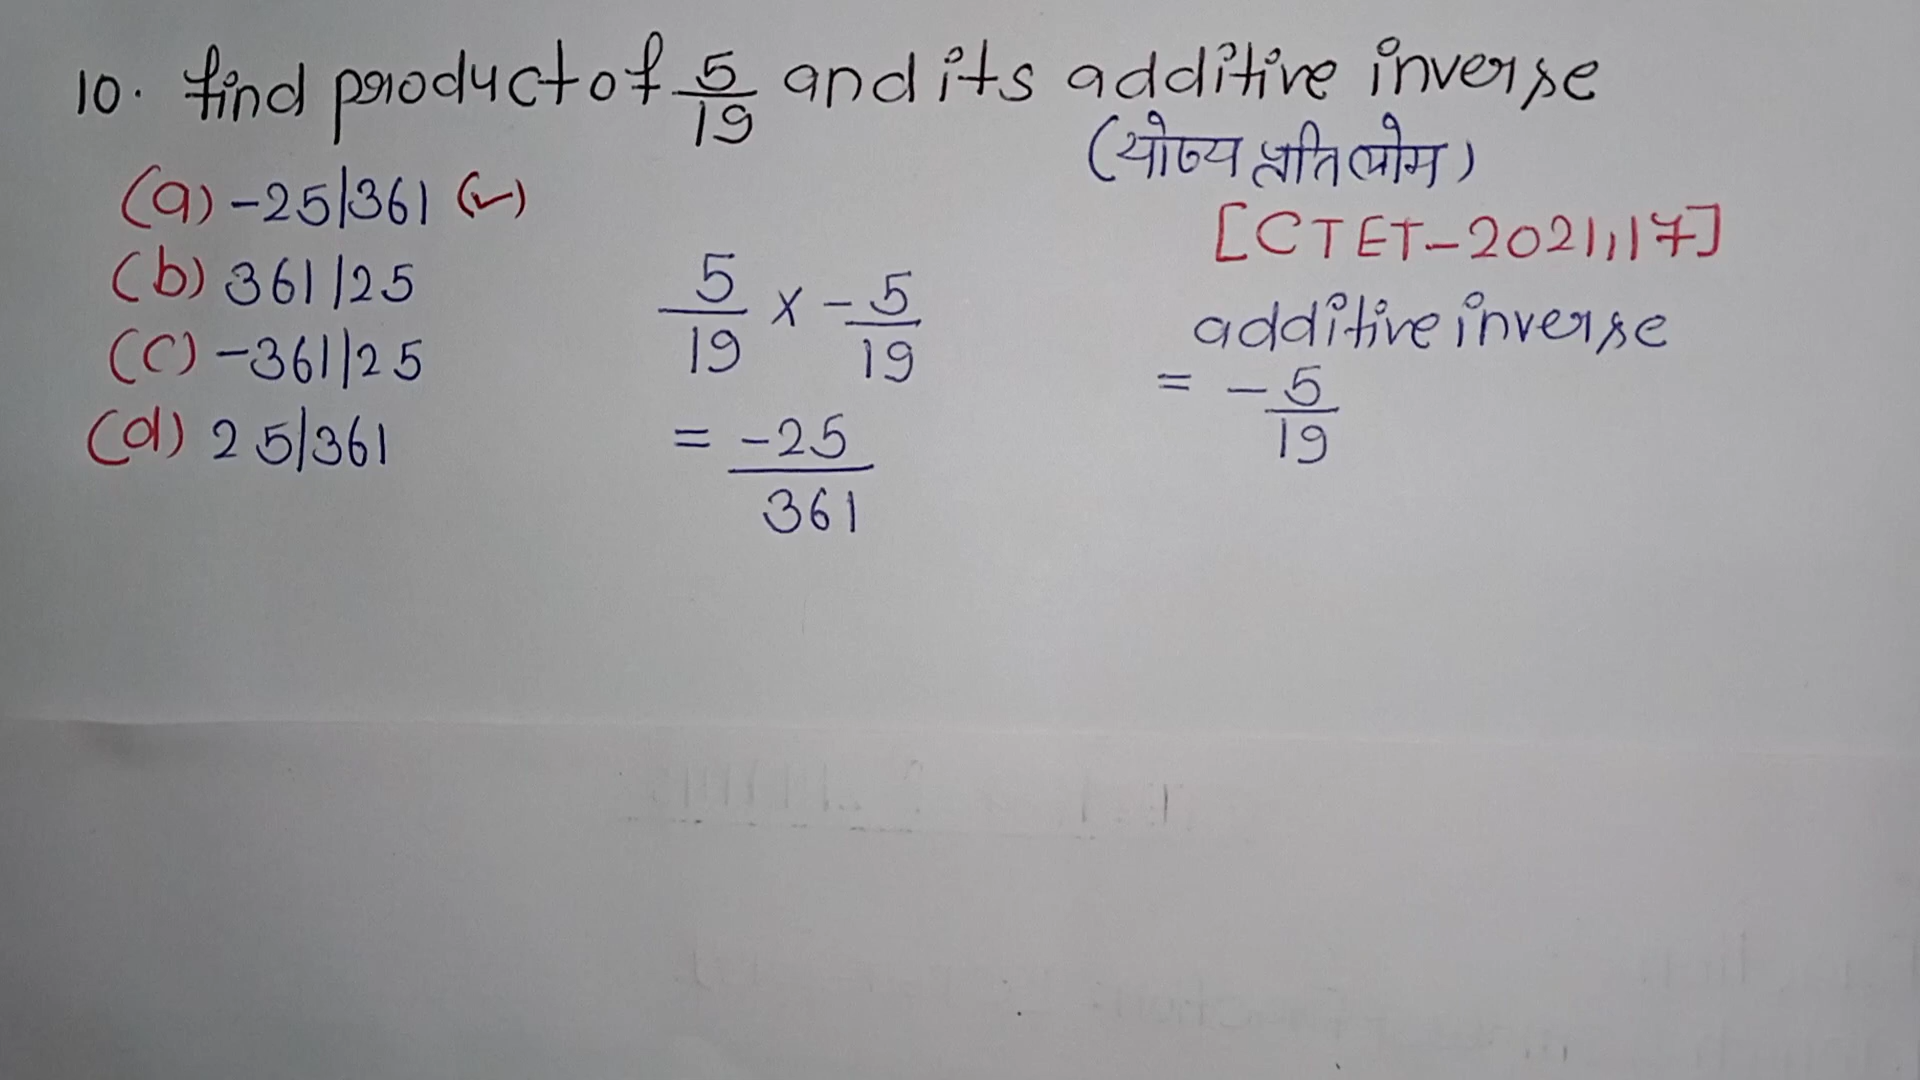 10. find product of 5/19 and its additive inverse
(योज्य प्रतिलोम)
(a) -25/361 (✓)
[CTET-2021,17]
(b) 361/25
(c) -361/25
(d) 25/361
5/19 x -5/19
= -25/361
additive inverse
= -5/19